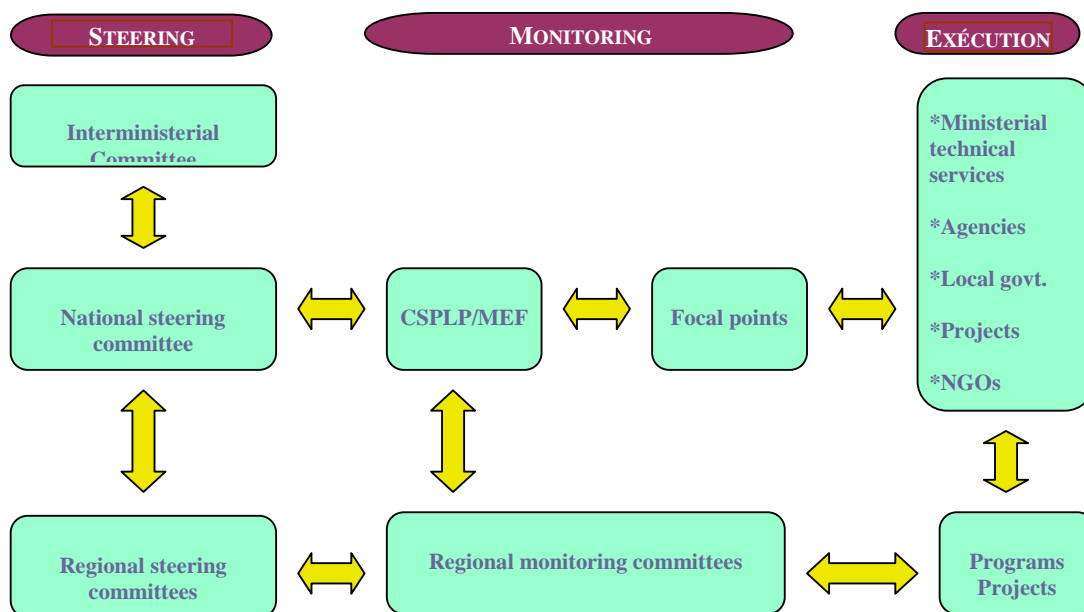 STEERING
MONITORING
EXÉCUTION
Interministerial
Committee
*Ministerial
technical
services
*Agencies
*Local govt.
*Projects
*NGOs
National steering
committee
CSPLP/MEF
Focal points
Regional steering
committees
Regional monitoring committees
Programs
Projects